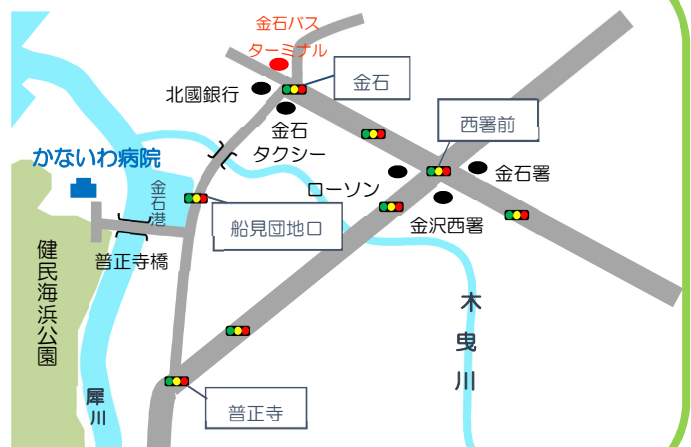 金石バス
ターミナル
北國銀行
金石
金石
タクシー
西署前
かないわ病院
金石港
ローソン
金石署
金沢西署
船見団地口
普正寺橋
健民海浜公園
木曳川
犀川
普正寺